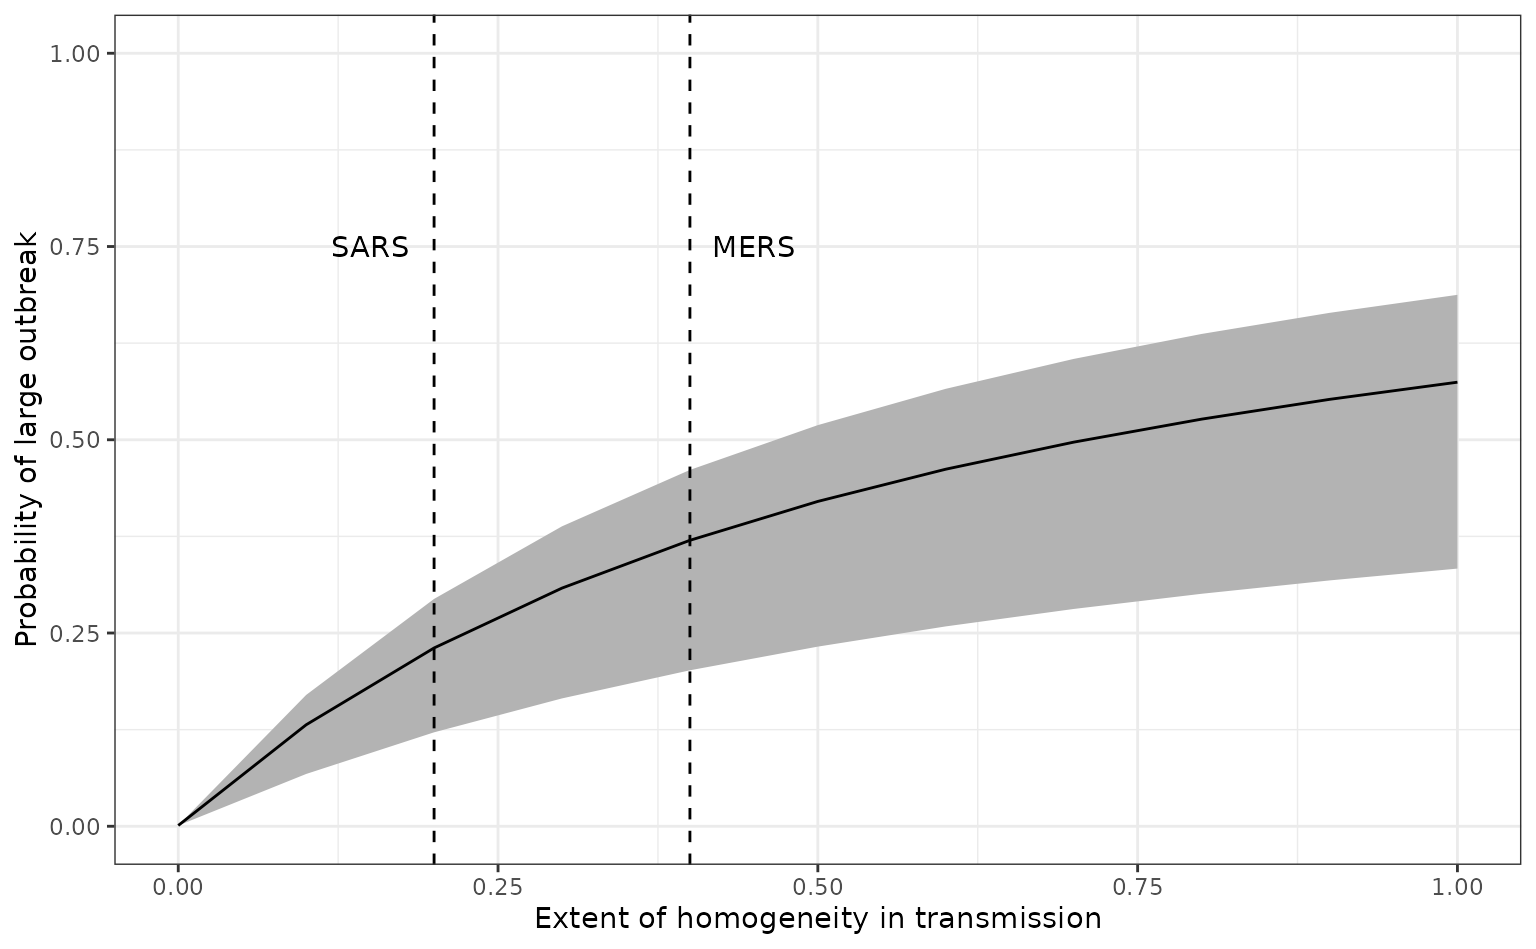 1.00
0.75
0.50
0.25
0.00
Probability of large outbreak
SARS
MERS
0.00 0.25 0.50 0.75 1.00
Extent of homogeneity in transmission